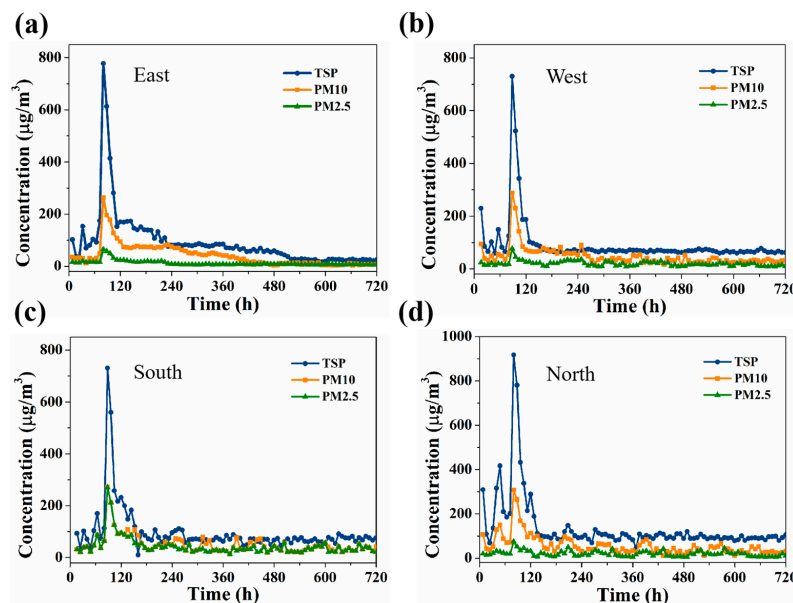 (a)
East
TSP
PM10
PM2.5
Concentration (μg/m³)
800
600
400
200
0
0 120 240 360 480 600 720
Time (h)
(b)
West
TSP
PM10
PM2.5
Concentration (μg/m³)
800
600
400
200
0
0 120 240 360 480 600 720
Time (h)
(c)
South
TSP
PM10
PM2.5
Concentration (μg/m³)
800
600
400
200
0
0 120 240 360 480 600 720
Time (h)
(d)
North
TSP
PM10
PM2.5
Concentration (μg/m³)
1000
800
600
400
200
0
0 120 240 360 480 600 720
Time (h)